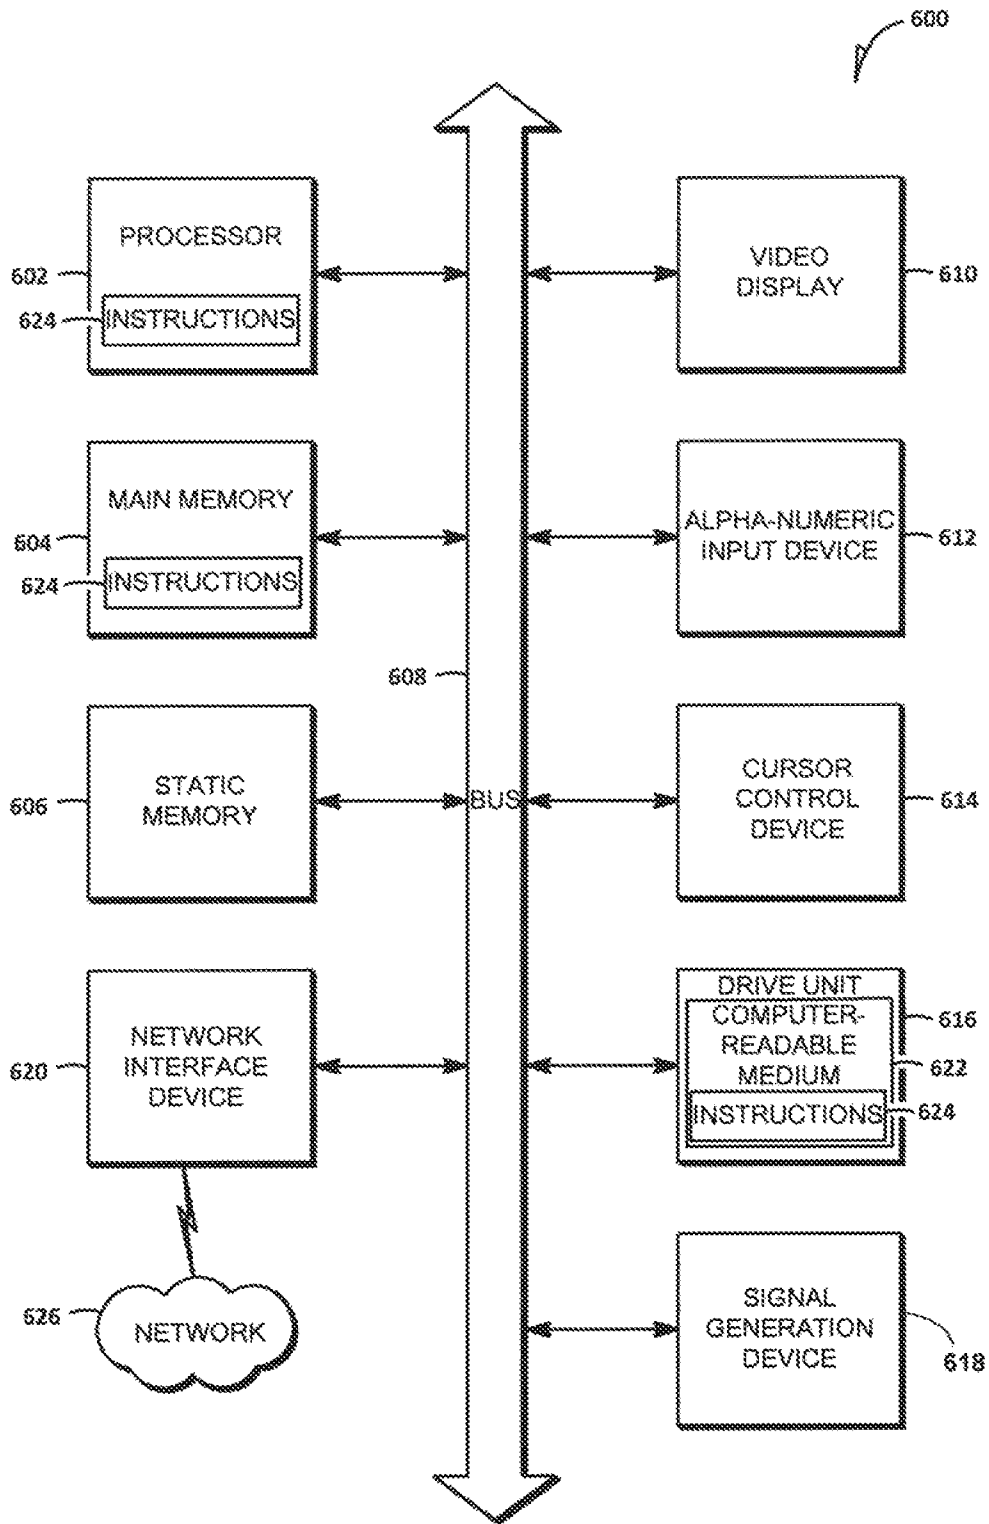 600
PROCESSOR
602
624
INSTRUCTIONS
VIDEO
DISPLAY
610
MAIN MEMORY
604
624
INSTRUCTIONS
ALPHA-NUMERIC
INPUT DEVICE
612
608
STATIC
MEMORY
606
BUS
CURSOR
CONTROL
DEVICE
614
NETWORK
INTERFACE
DEVICE
620
DRIVE UNIT
COMPUTER-
READABLE
MEDIUM
616
622
INSTRUCTIONS
624
626
NETWORK
SIGNAL
GENERATION
DEVICE
618